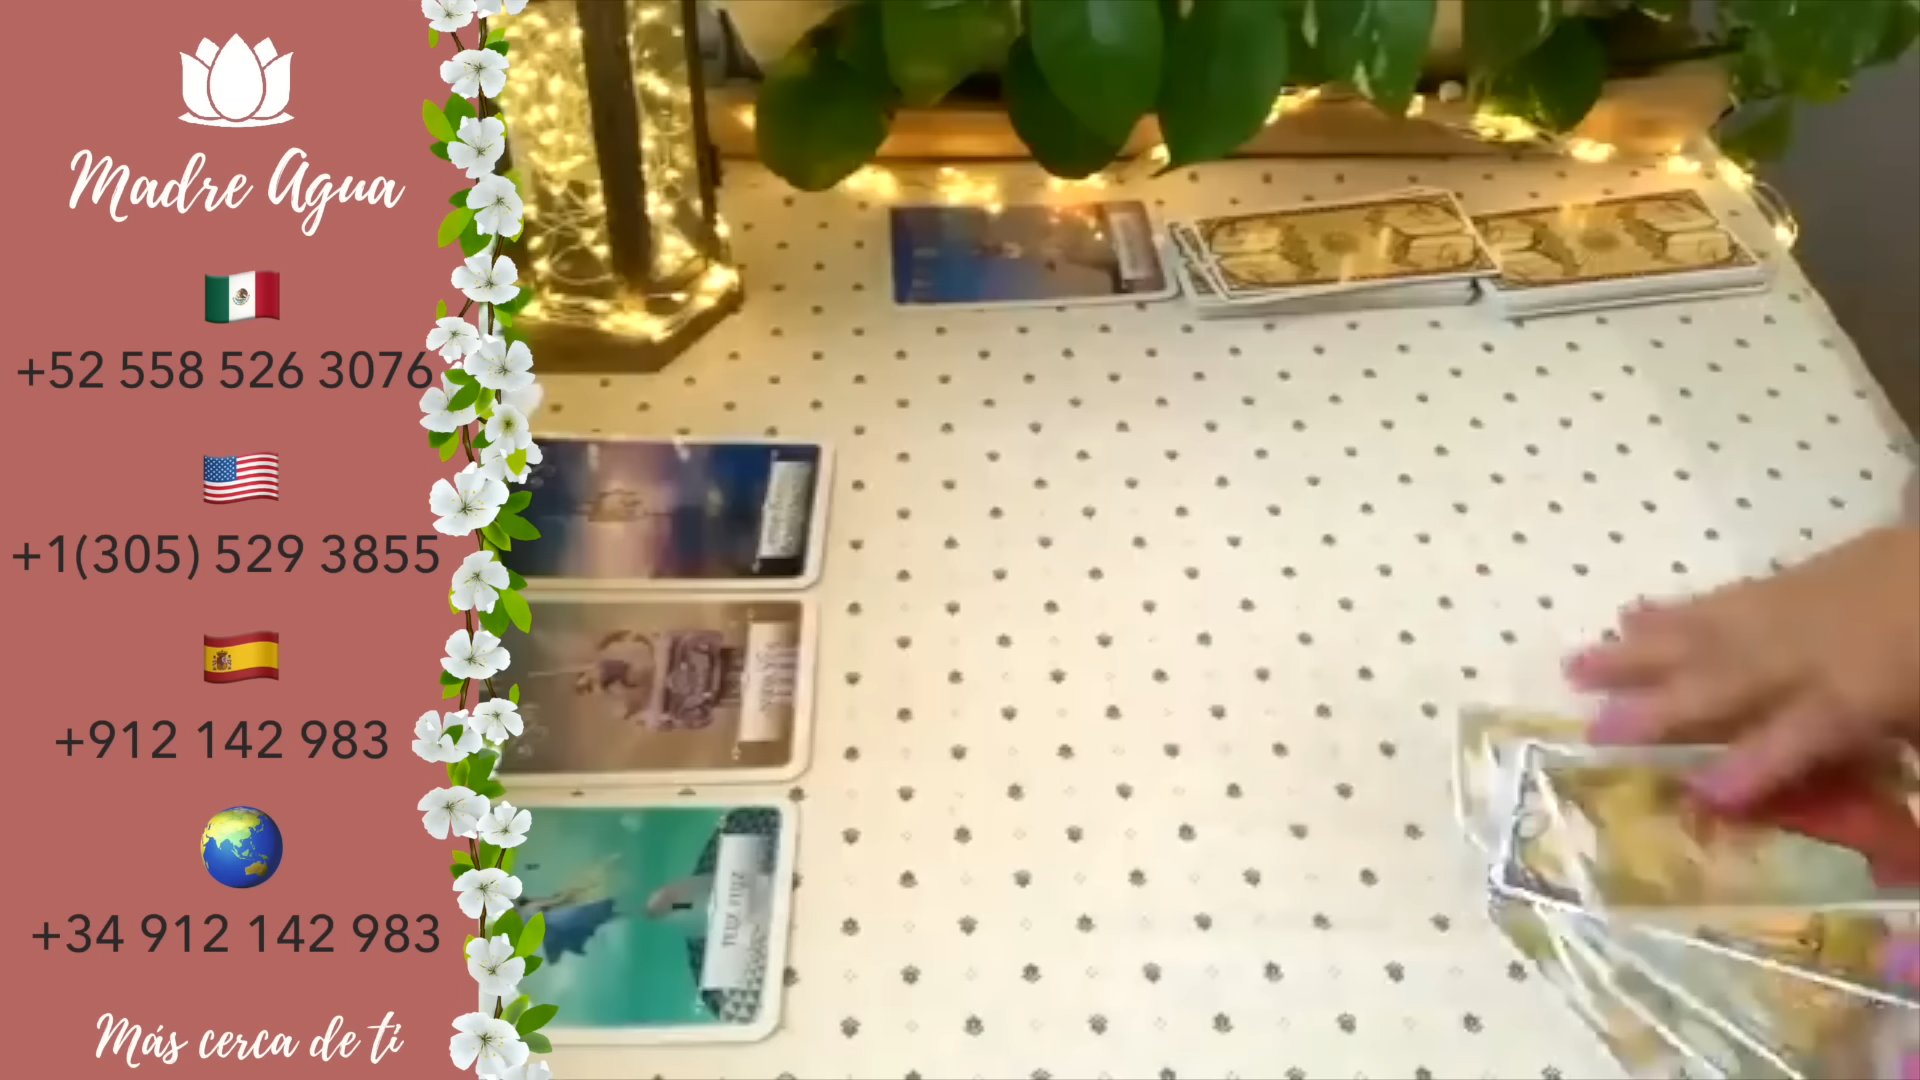 Madre Agua
+52 558 526 3076
+1(305) 529 3855
+912 142 983
+34 912 142 983
Más cerca de ti